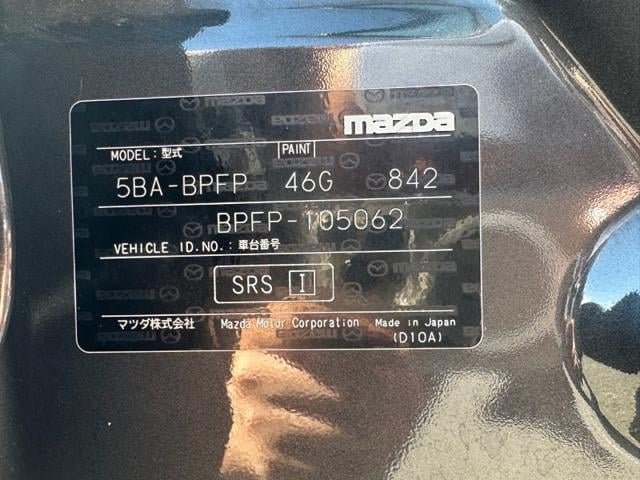 mazda
MODEL:型式 PAINT
5BA-BPFP 46G 842
BPFP-105062
VEHICLE ID.NO.:車台番号
SRS I
マツダ株式会社 Mazda Motor Corporation Made in Japan
(D10A)